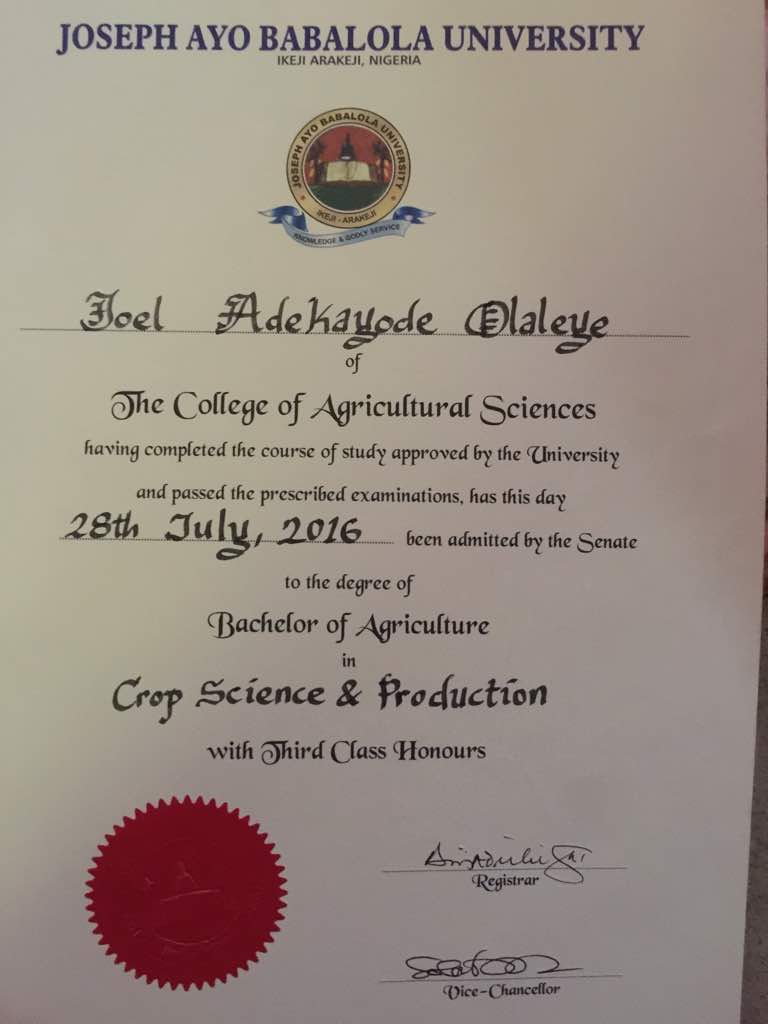 JOSEPH AYO BABALOLA UNIVERSITY
IKEJI ARAKEJI, NIGERIA
JOSEPH AYO BABALOLA UNIVERSITY
IKEJI - ARAKEJI
KNOWLEDGE & GODLY SERVICE
Joel Adekayode Olaleye
of
The College of Agricultural Sciences
having completed the course of study approved by the University
and passed the prescribed examinations, has this day
28th July, 2016 been admitted by the Senate
to the degree of
Bachelor of Agriculture
in
Crop Science & Production
with Third Class Honours
Registrar
Vice-Chancellor